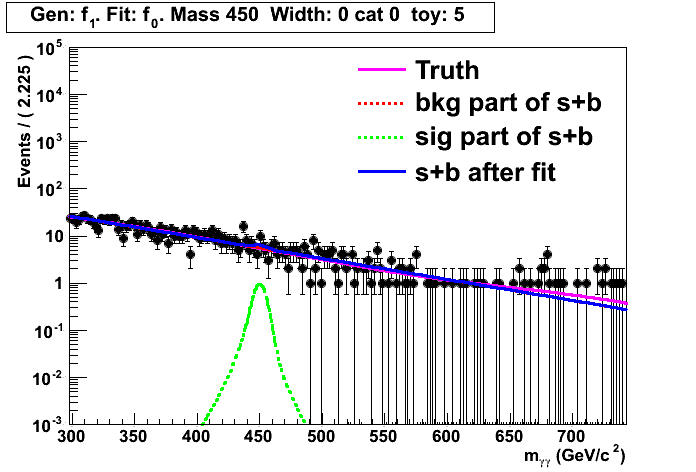 Gen: f1. Fit: f0. Mass 450 Width: 0 cat 0 toy: 5
Events / ( 2.225 )
10^5
10^4
10^3
10^2
10
1
10^-1
10^-2
10^-3
Truth
bkg part of s+b
sig part of s+b
s+b after fit
300 350 400 450 500 550 600 650 700
mγγ (GeV/c^2)